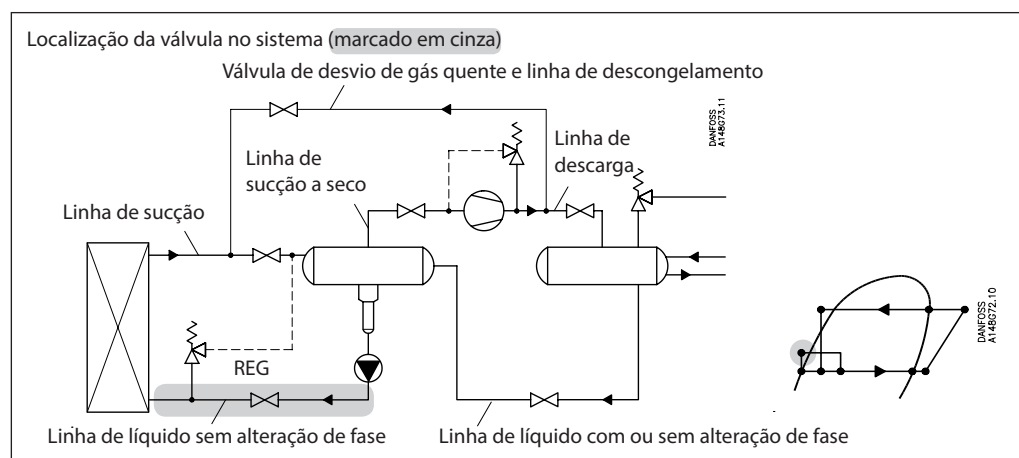 Localização da válvula no sistema (marcado em cinza)
Válvula de desvio de gás quente e linha de descongelamento
DANFOSS
A14BG73.11
Linha de
descarga
Linha de
sucção a seco
Linha de sucção
DANFOSS
A14BG72.10
REG
Linha de líquido sem alteração de fase
Linha de líquido com ou sem alteração de fase